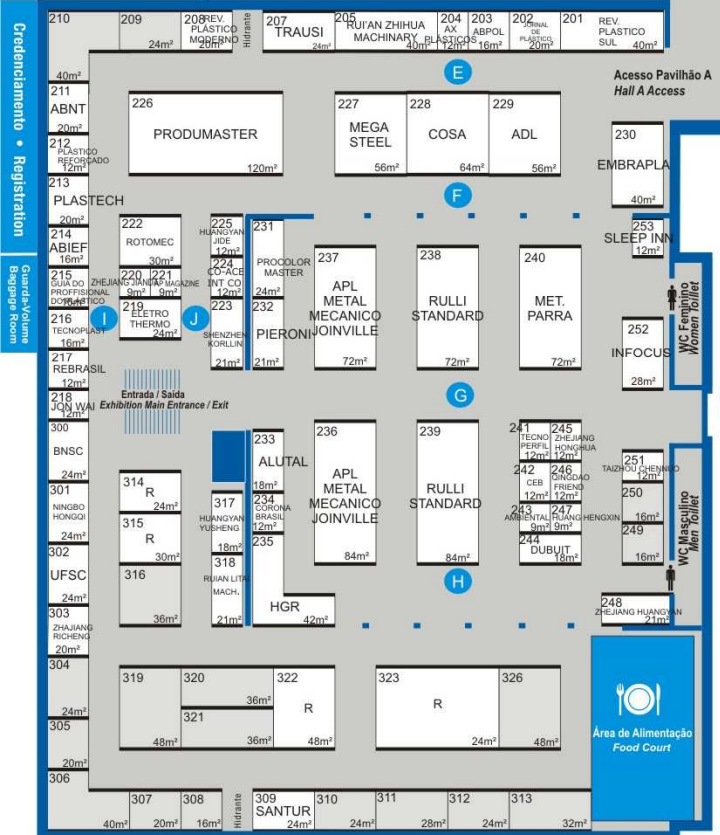 Credenciamento • Registration
Guarda-Volume
Baggage Room
210
40m²
209
24m²
208
REV.
PLÁSTICO
MODERNO
20m²
Hidrante
207
TRAUSI
24m²
205
RUI'AN ZHIHUA
MACHINARY
40m²
204
AX
PLÁSTICOS
12m²
203
ABPOL
16m²
202
JORNAL
DE
PLÁSTICO
20m²
201
REV.
PLASTICO
SUL
40m²
E
Acesso Pavilhão A
Hall A Access
211
ABNT
20m²
212
PLÁSTICO
REFORÇADO
12m²
213
PLASTECH
20m²
214
ABIEF
16m²
215
GUIA DO
PROFFISIONAL
DO PLÁSTICO
16m²
216
TECNOPLAST
16m²
217
REBRASIL
12m²
218
JON WAI
12m²
226
PRODUMASTER
120m²
227
MEGA
STEEL
56m²
228
COSA
64m²
229
ADL
56m²
230
EMBRAPLA
40m²
F
222
ROTOMEC
30m²
220
ZHEJIANG JIANDA
9m²
221
MAGAZINE
9m²
219
ELETRO
THERMO
24m²
I
J
225
HUANGYAN
JIDE
12m²
224
CO-ACE
INT CO
12m²
223
SHENZHEN
KORLLIN
21m²
231
PROCOLOR
MASTER
24m²
232
PIERONI
21m²
237
APL
METAL
MECANICO
JOINVILLE
72m²
238
RULLI
STANDARD
72m²
240
MET.
PARRA
72m²
253
SLEEP INN
12m²
WC Feminino
Women Toillet
252
INFOCUS
28m²
G
Entrada / Saída
Exhibition Main Entrance / Exit
300
BNSC
24m²
301
NINGBO
HONGQI
24m²
302
UFSC
24m²
303
ZHAJIANG
RICHENG
20m²
304
24m²
305
20m²
306
40m²
314
R
24m²
315
R
30m²
316
36m²
317
HUANGYAN
YUSHENG
18m²
318
RUIAN LITAI
MACH.
21m²
233
ALUTAL
18m²
234
CORONA
BRASIL
12m²
235
HGR
42m²
236
APL
METAL
MECANICO
JOINVILLE
84m²
239
RULLI
STANDARD
84m²
241
TECNO
PERFIL
12m²
245
ZHEJIANG
HONGHUA
12m²
242
CEB
12m²
246
QINGDAO
FRIEND
12m²
243
AMBIENTAL
9m²
247
HUANG HENGXIN
9m²
244
DUBUIT
18m²
251
TAIZHOU CHENNUO
12m²
250
16m²
249
16m²
WC Masculino
Men Toillet
H
248
ZHEJIANG HUANGYAN
21m²
319
48m²
320
36m²
321
36m²
322
R
48m²
323
R
24m²
326
48m²
Área de Alimentação
Food Court
307
20m²
308
16m²
Hidrante
309
SANTUR
24m²
310
24m²
311
28m²
312
24m²
313
32m²